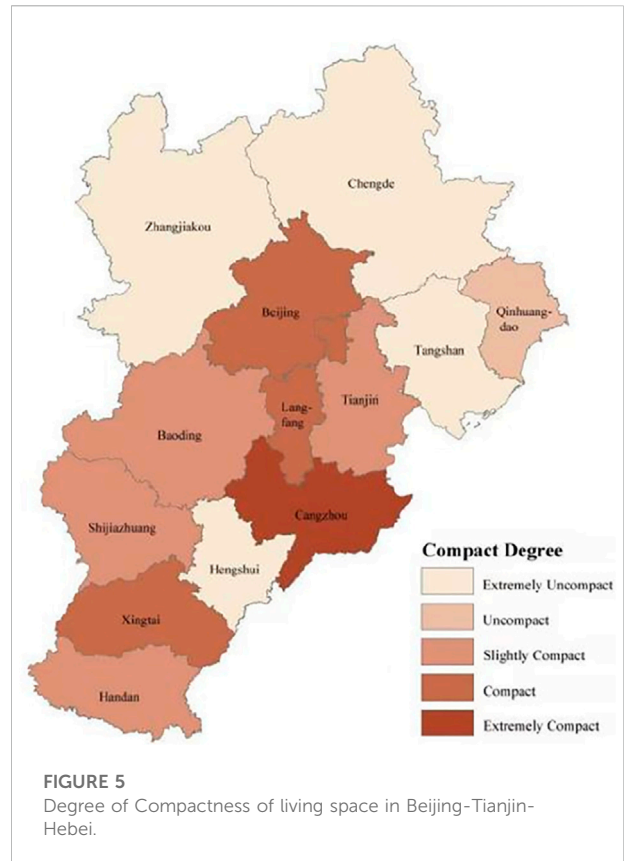 Chengde
Zhangjiakou
Beijing
Qinhuang-
dao
Tangshan
Lang-
fang
Tianjin
Baoding
Cangzhou
Shijiazhuang
Hengshui
Xingtai
Handan
Compact Degree
Extremely Uncompact
Uncompact
Slightly Compact
Compact
Extremely Compact
FIGURE 5
Degree of Compactness of living space in Beijing-Tianjin-
Hebei.